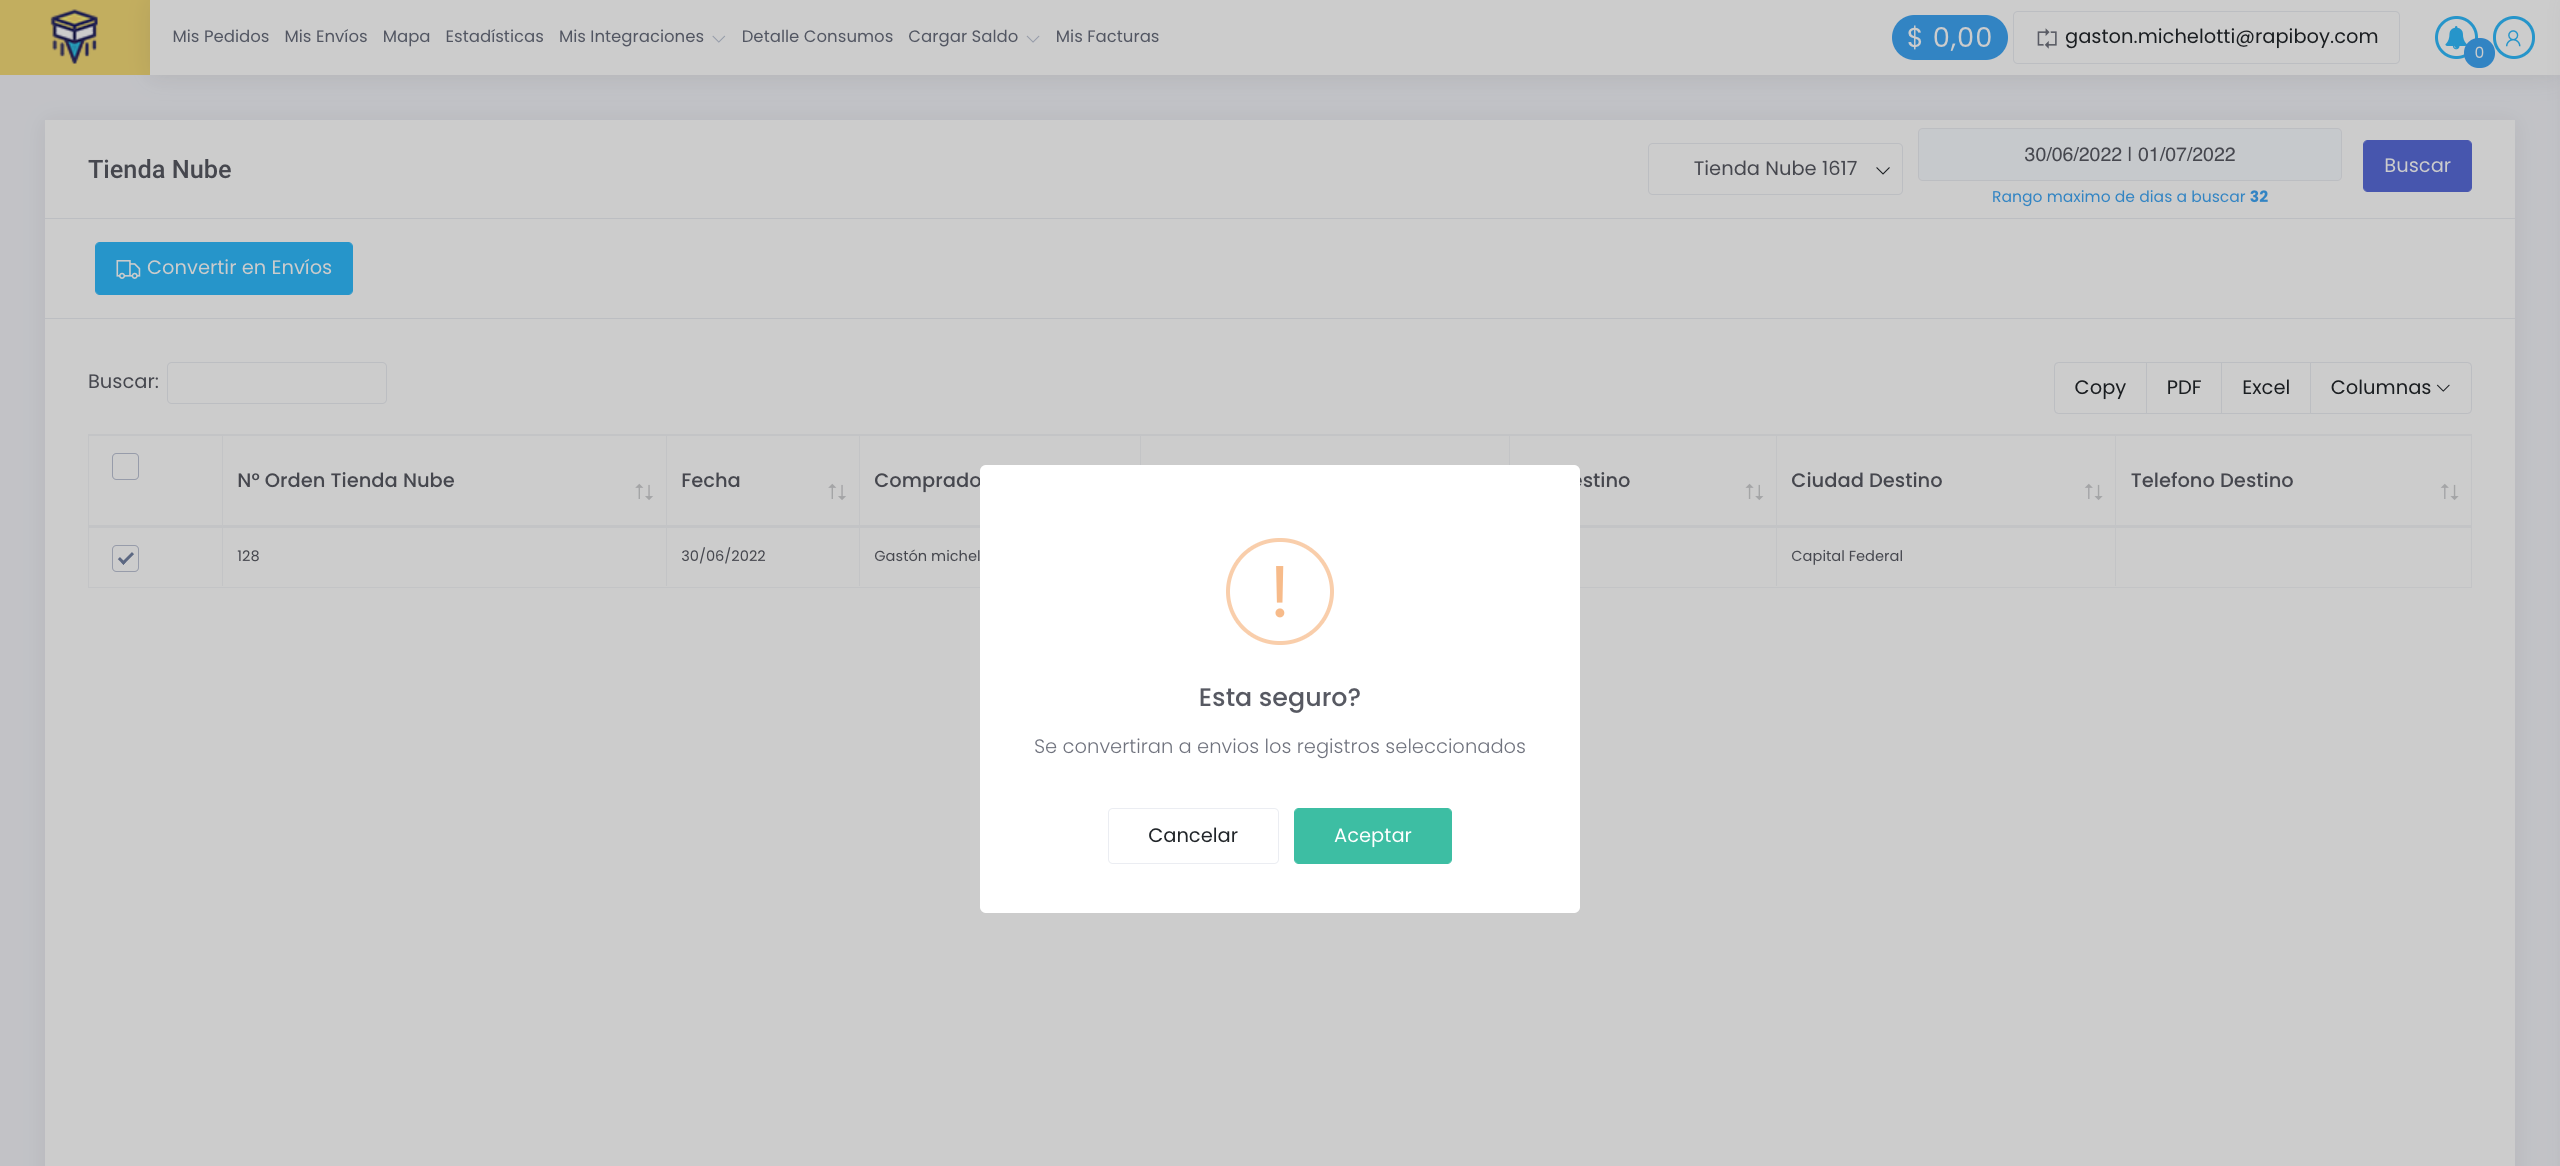 Mis Pedidos Mis Envíos Mapa Estadísticas Mis Integraciones Detalle Consumos Cargar Saldo Mis Facturas $ 0,00 gaston.michelotti@rapiboy.com 0
Tienda Nube Tienda Nube 1617 30/06/2022 | 01/07/2022 Buscar
Rango maximo de dias a buscar 32
Convertir en Envíos
Buscar: Copy PDF Excel Columnas
Nº Orden Tienda Nube Fecha Comprado estino Ciudad Destino Telefono Destino
128 30/06/2022 Gastón michel Capital Federal
!
Esta seguro?
Se convertiran a envios los registros seleccionados
Cancelar Aceptar